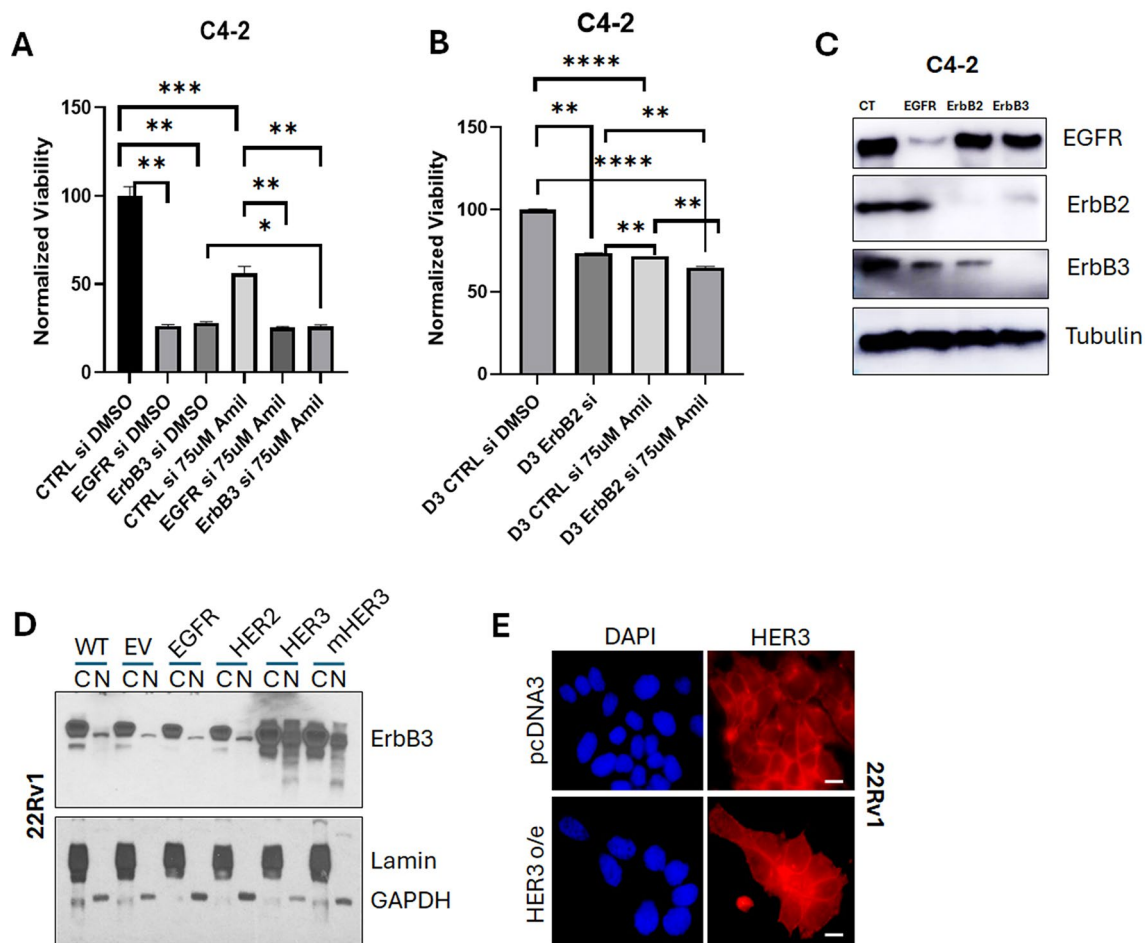 A
C4-2
Normalized Viability
150
100
50
0
***
**
**
**
**
*
CTRL si DMSO
EGFR si DMSO
ErbB3 si DMSO
CTRL si 75uM Amil
EGFR si 75uM Amil
ErbB3 si 75uM Amil
B
C4-2
Normalized Viability
150
100
50
0
****
**
**
****
**
**
D3 CTRL si DMSO
D3 ErbB2 si
D3 CTRL si 75uM Amil
D3 ErbB2 si 75uM Amil
C
C4-2
CT EGFR ErbB2 ErbB3
EGFR
ErbB2
ErbB3
Tubulin
D
WT EV EGFR HER2 HER3 mHER3
C N C N C N C N C N C N
22Rv1
ErbB3
Lamin
GAPDH
E
DAPI HER3
pcDNA3
HER3 o/e
22Rv1